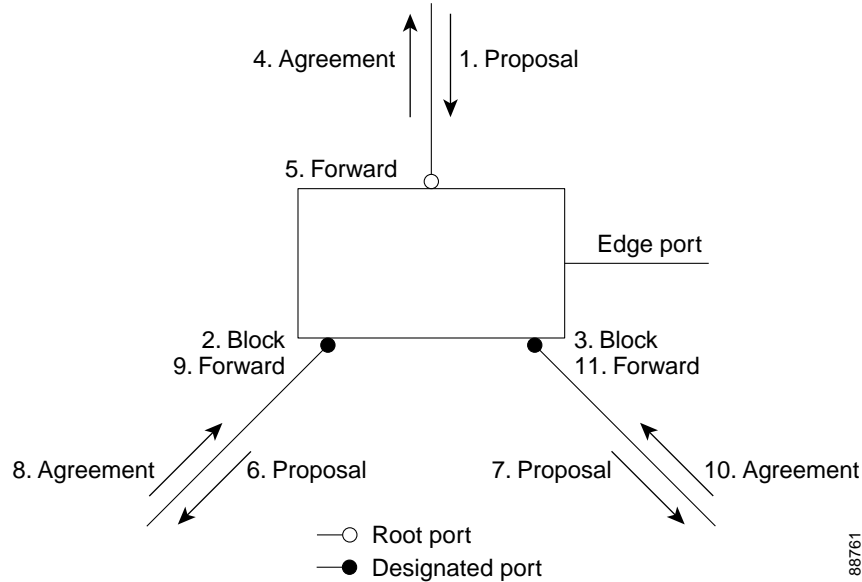 4. Agreement
1. Proposal
5. Forward
Edge port
2. Block
9. Forward
3. Block
11. Forward
8. Agreement
6. Proposal
7. Proposal
10. Agreement
Root port
Designated port
88761